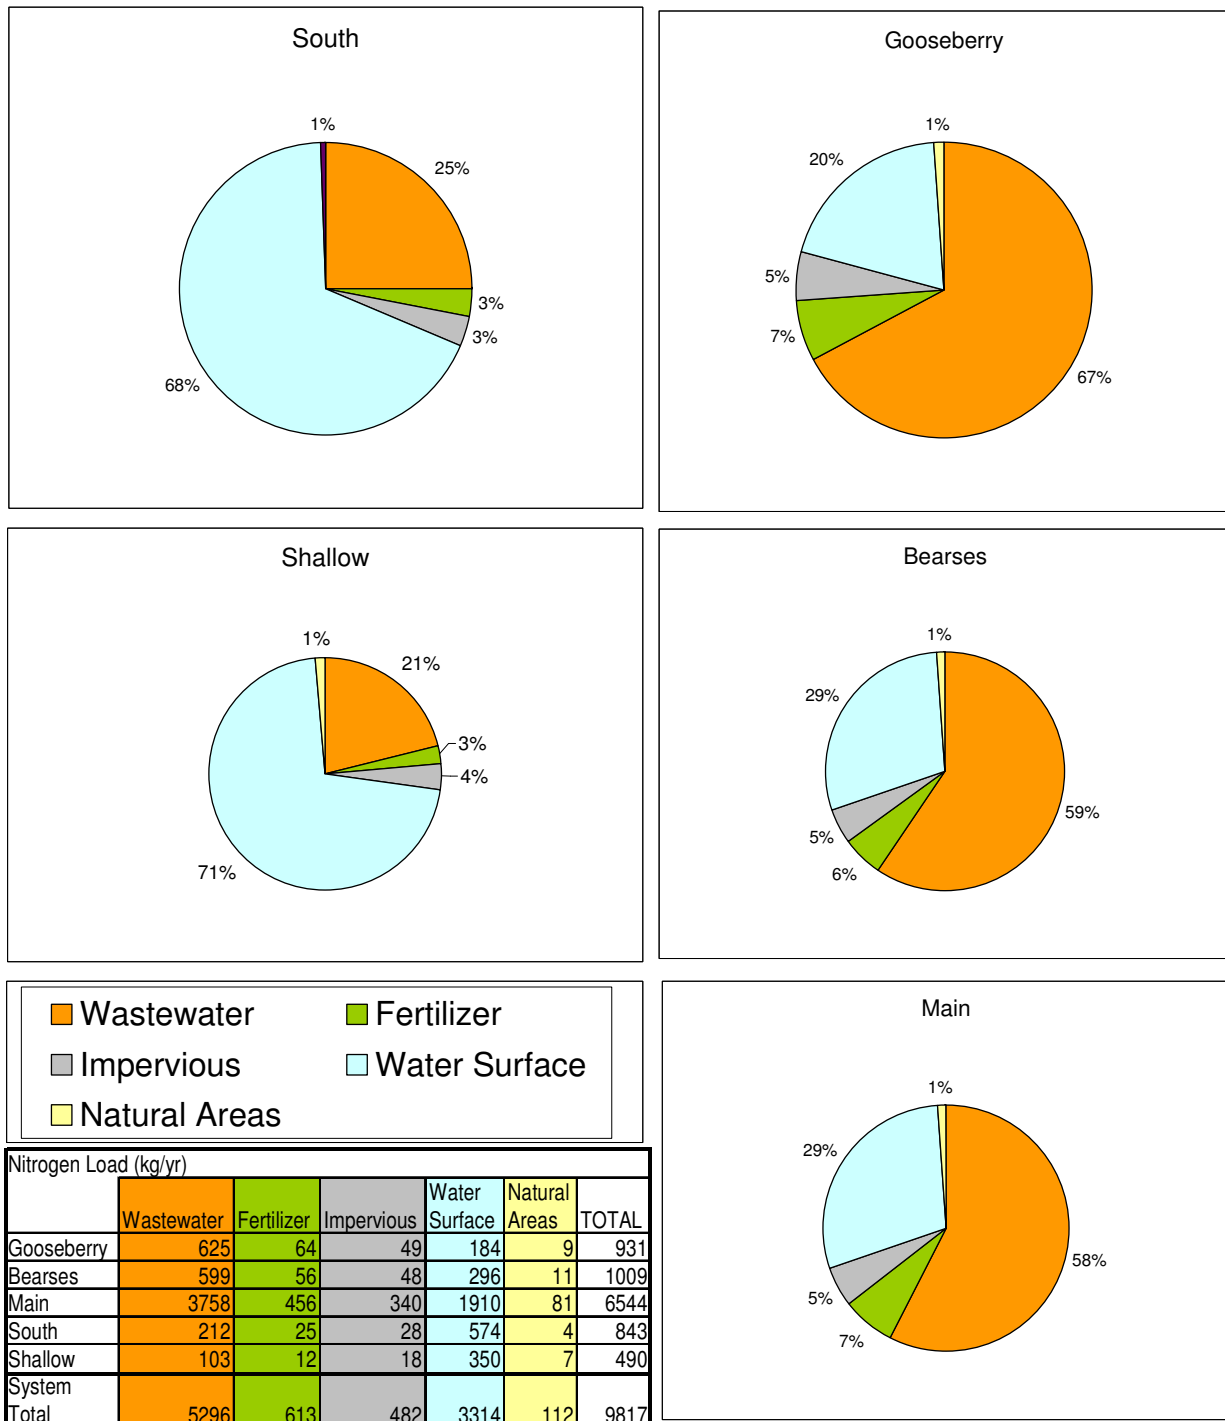 South
1%
25%
3%
3%
68%
Gooseberry
1%
20%
5%
7%
67%
Shallow
1%
21%
3%
4%
71%
Bearses
1%
29%
5%
6%
59%
Wastewater Fertilizer
Impervious Water Surface
Natural Areas
Main
1%
29%
5%
7%
58%
Nitrogen Load (kg/yr)
Wastewater Fertilizer Impervious Water Surface Natural Areas TOTAL
Gooseberry 625 64 49 184 9 931
Bearses 599 56 48 296 11 1009
Main 3758 456 340 1910 81 6544
South 212 25 28 574 4 843
Shallow 103 12 18 350 7 490
System
Total 5296 613 482 3314 112 9817